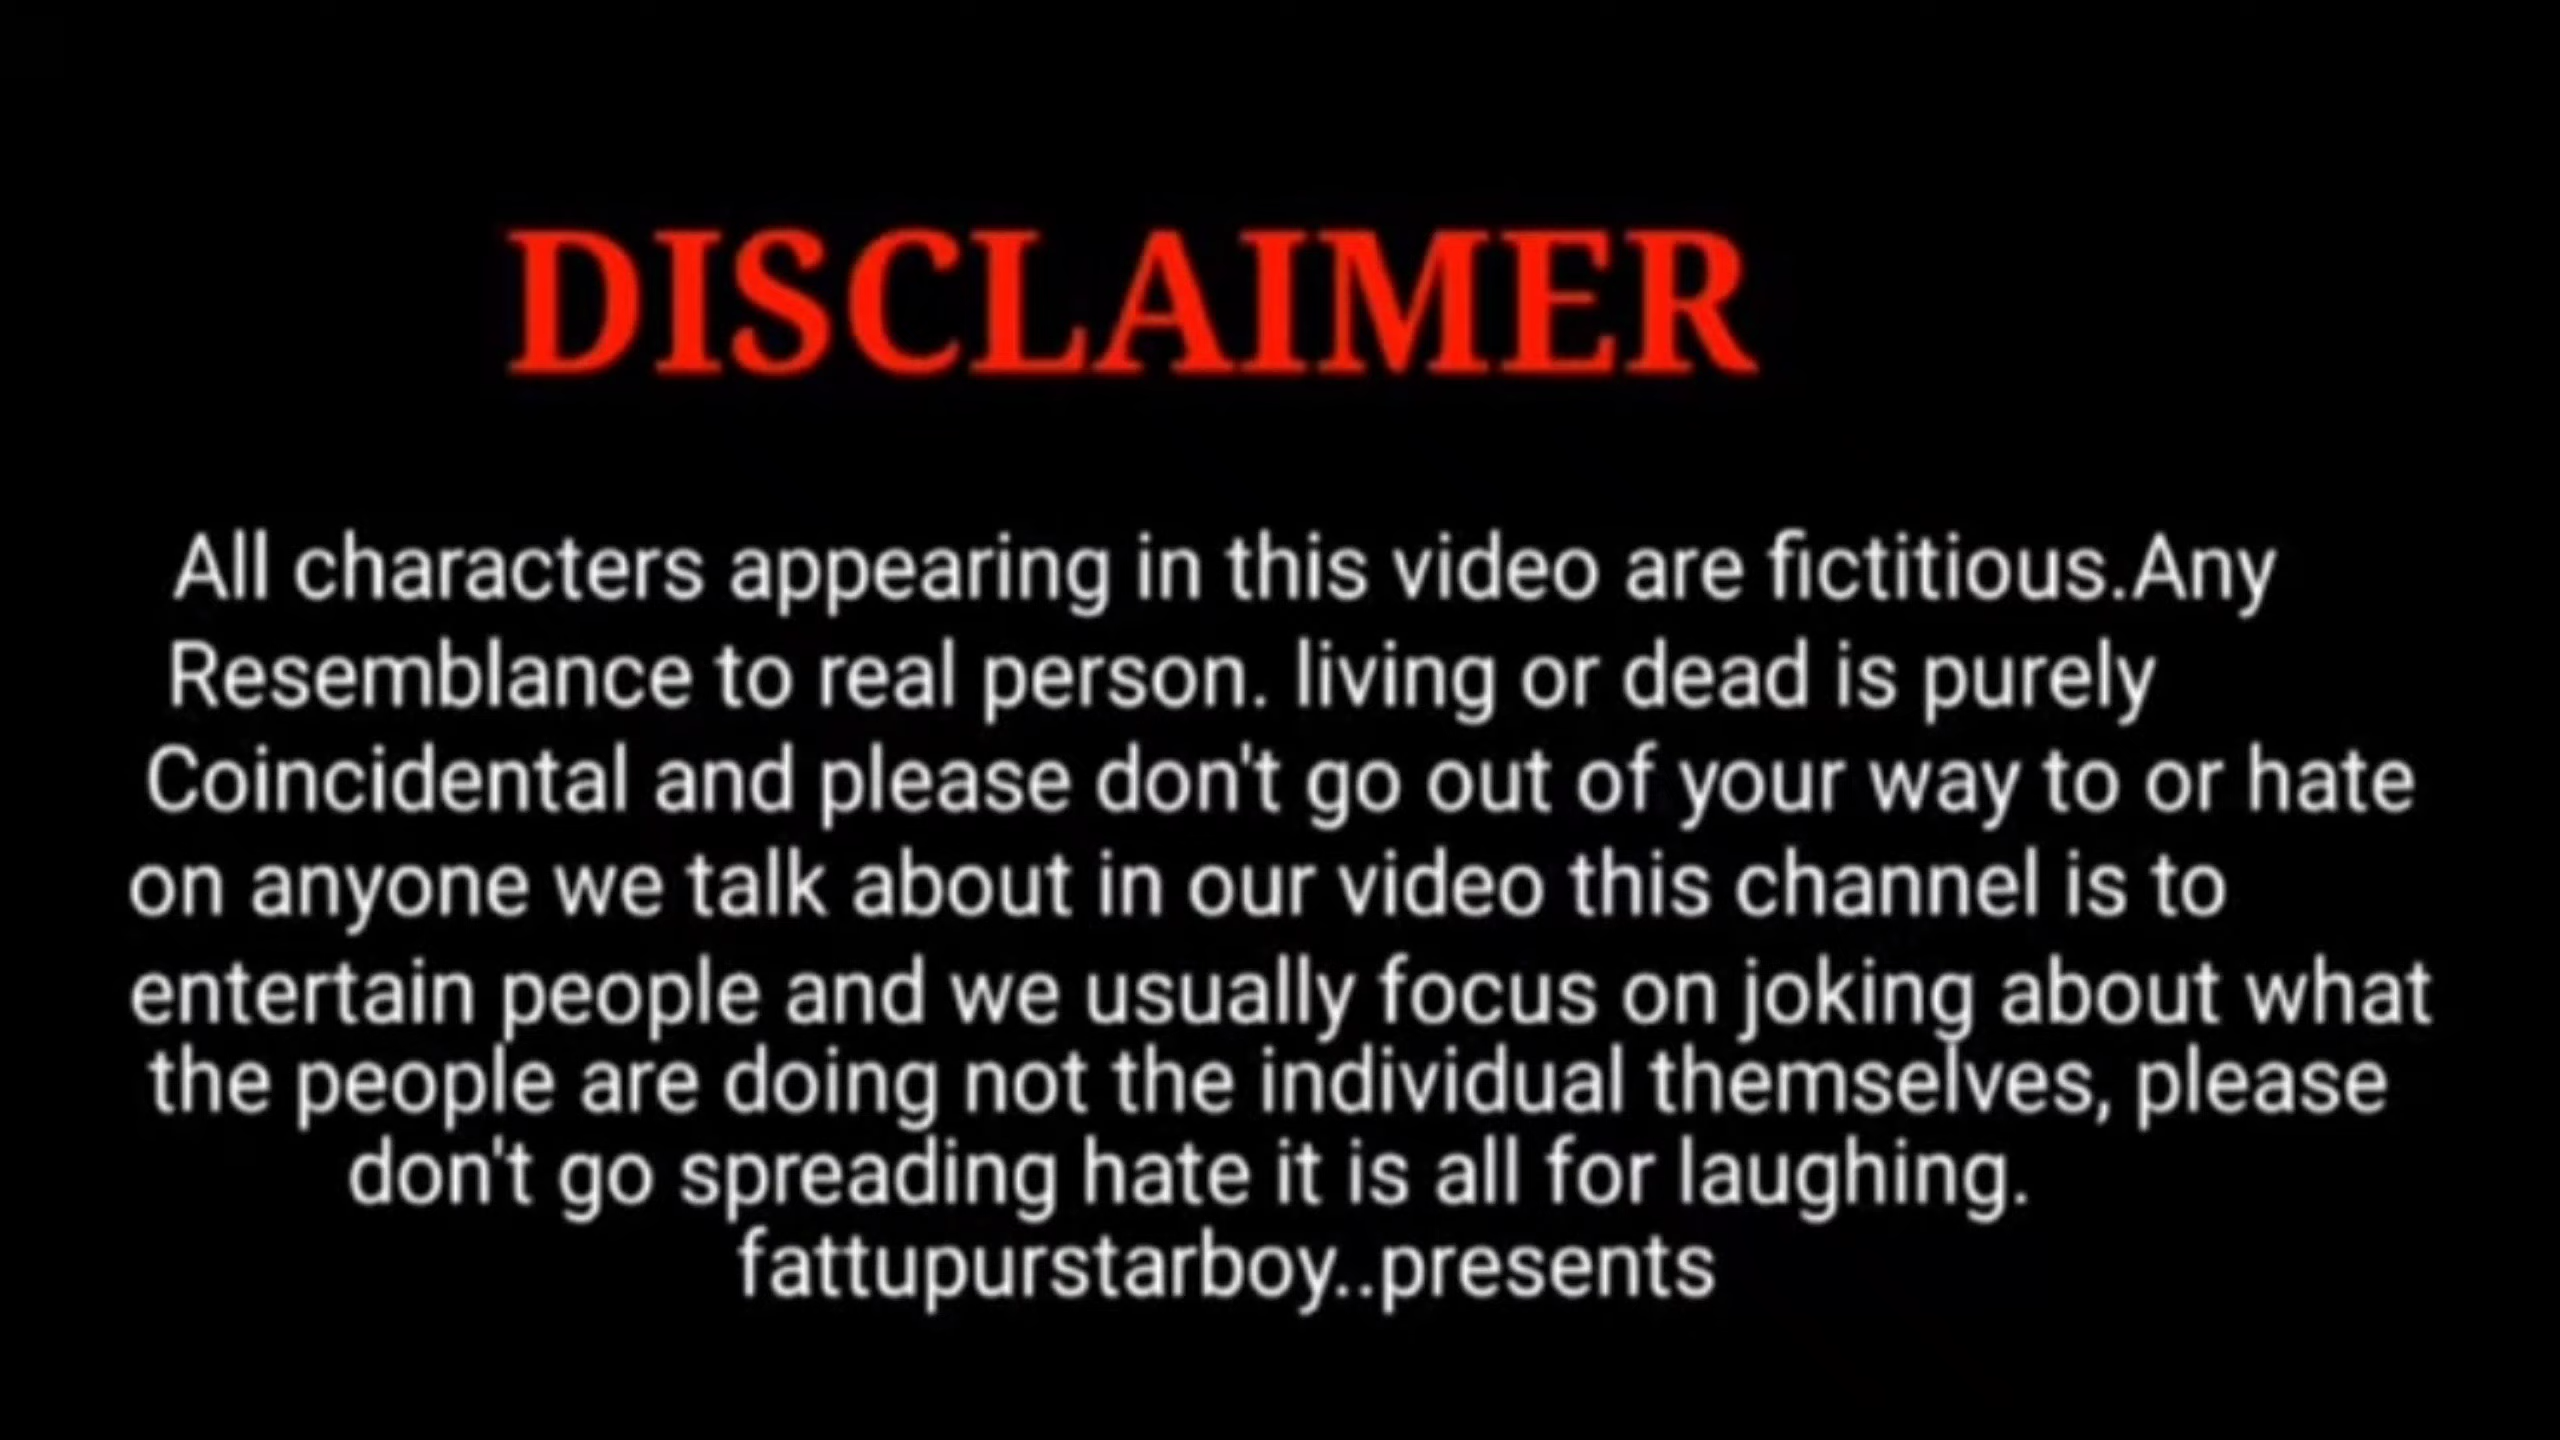 DISCLAIMER
All characters appearing in this video are fictitious.Any
Resemblance to real person. living or dead is purely
Coincidental and please don't go out of your way to or hate
on anyone we talk about in our video this channel is to
entertain people and we usually focus on joking about what
the people are doing not the individual themselves, please
don't go spreading hate it is all for laughing.
fattupurstarboy..presents